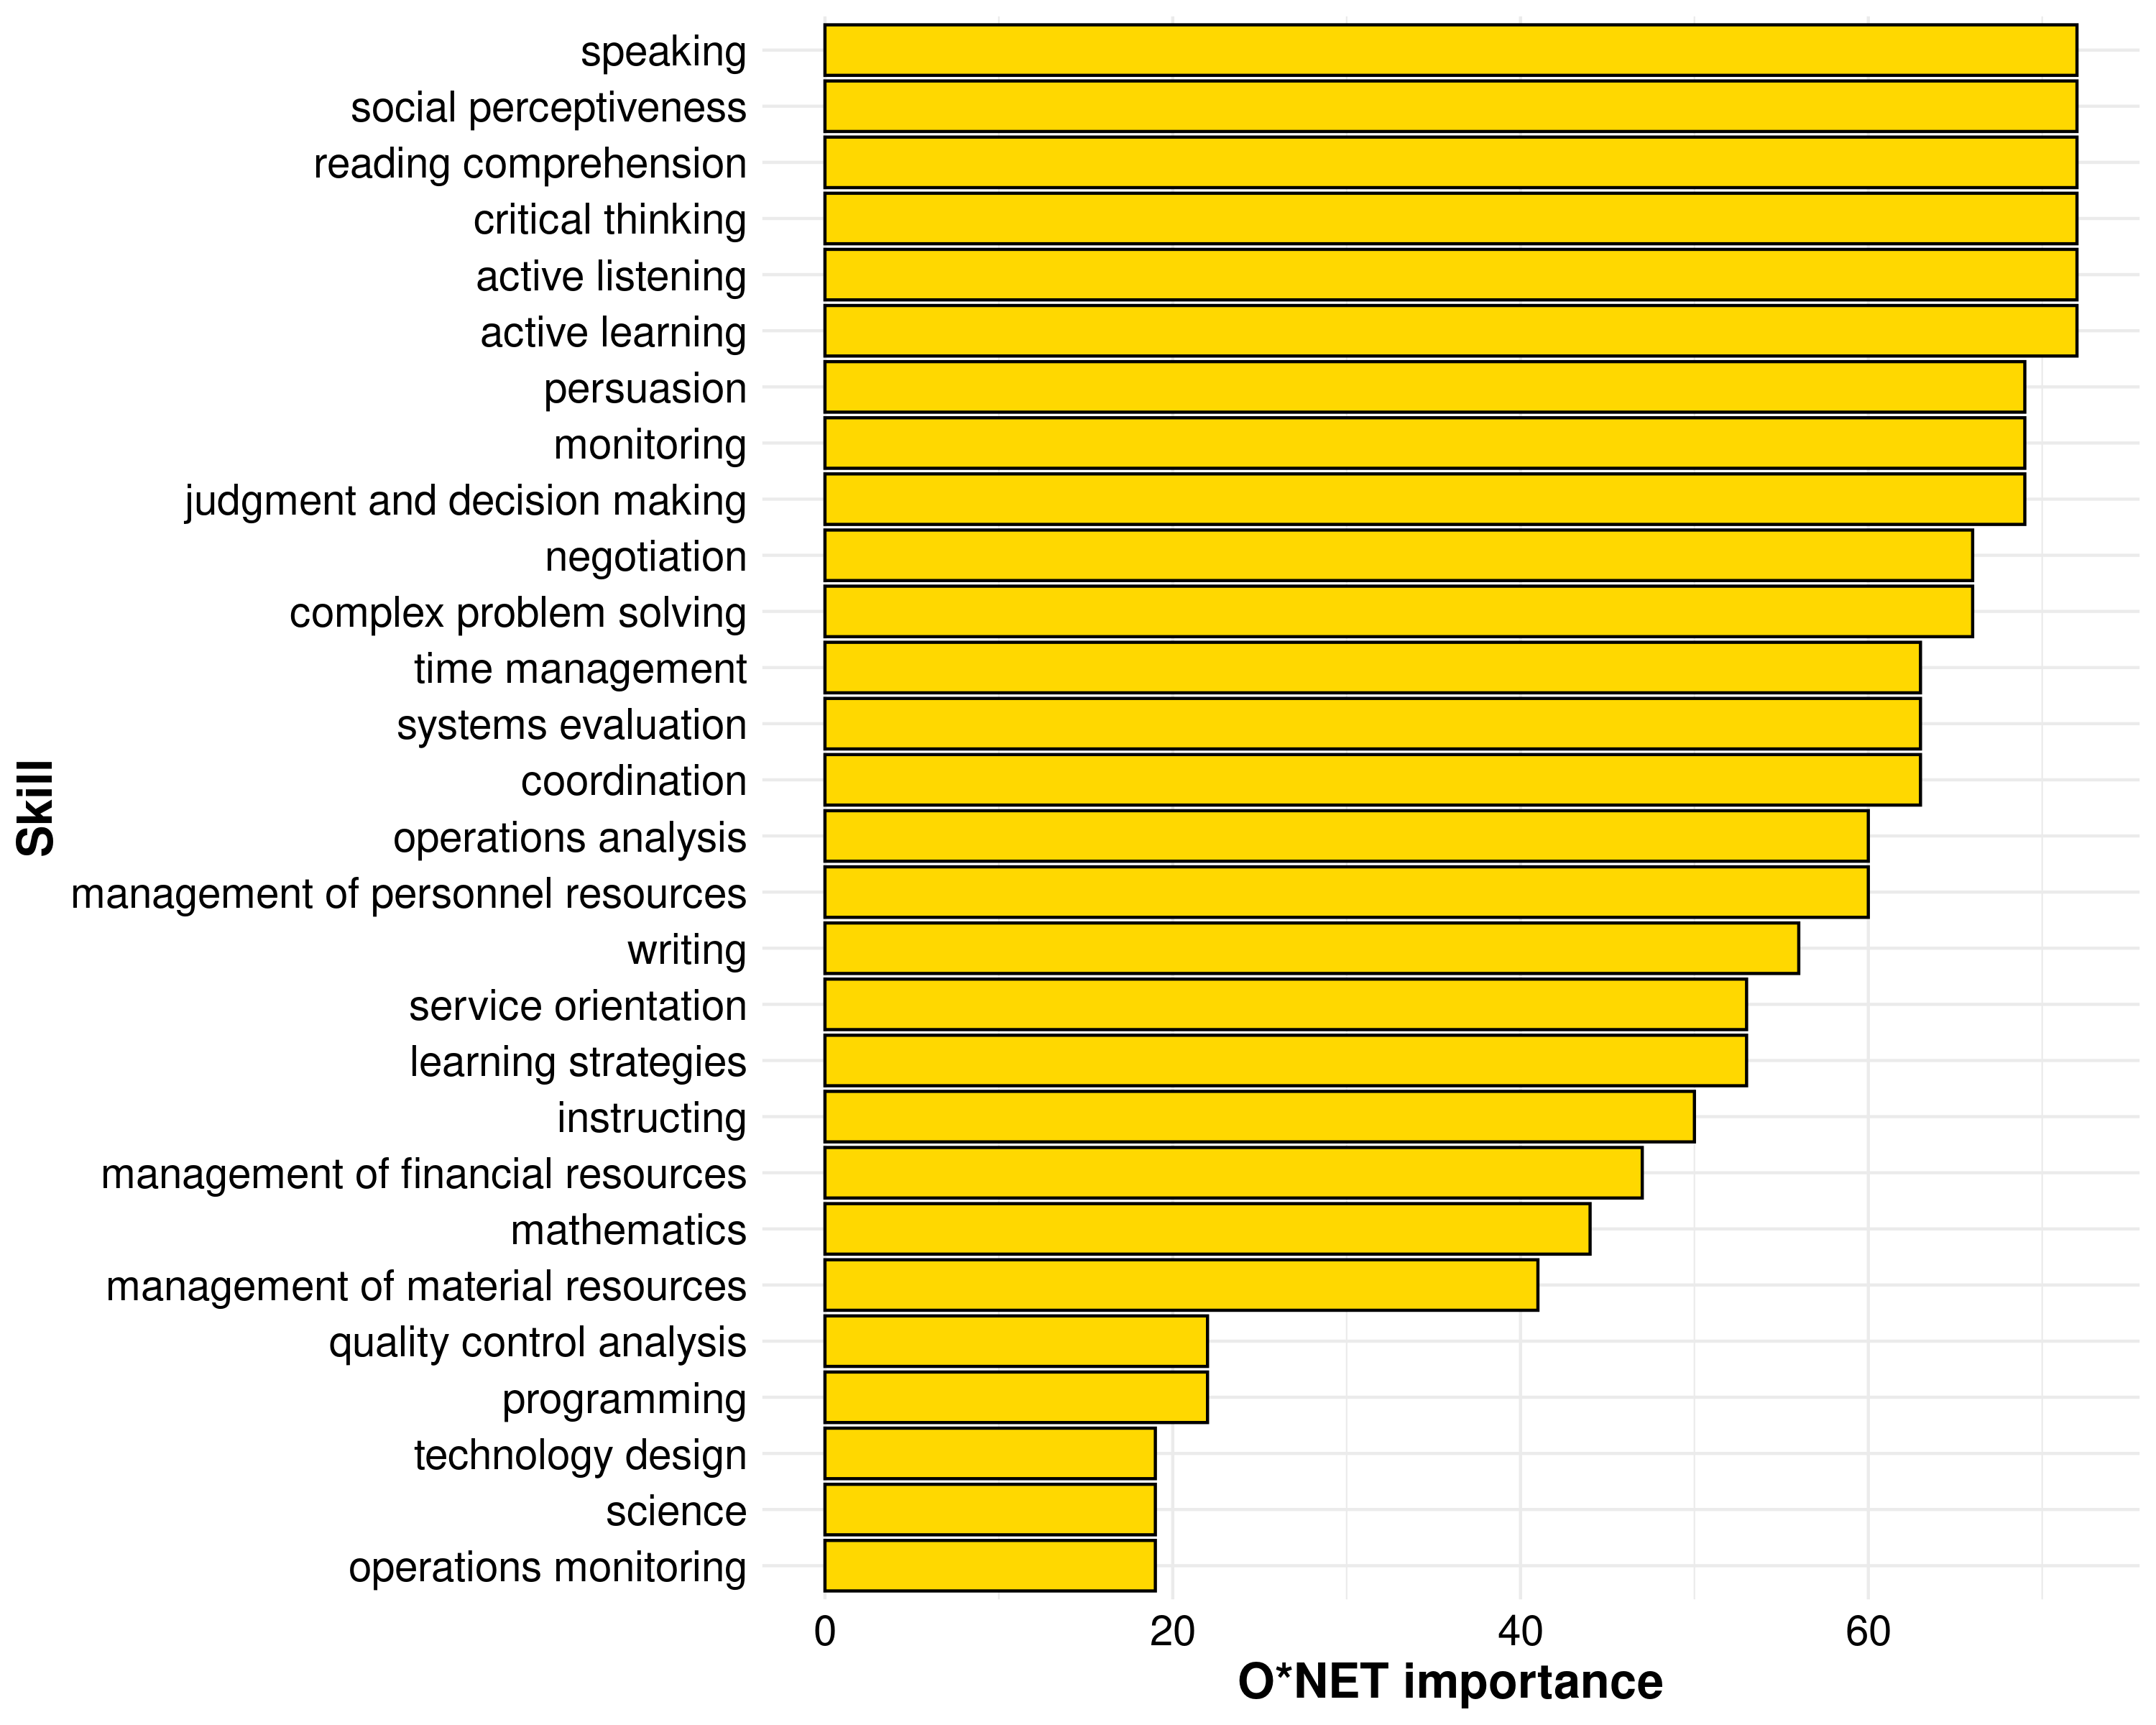 speaking
social perceptiveness
reading comprehension
critical thinking
active listening
active learning
persuasion
monitoring
judgment and decision making
negotiation
complex problem solving
time management
systems evaluation
coordination
operations analysis
management of personnel resources
writing
service orientation
learning strategies
instructing
management of financial resources
mathematics
management of material resources
quality control analysis
programming
technology design
science
operations monitoring
Skill
0 20 40 60
O*NET importance